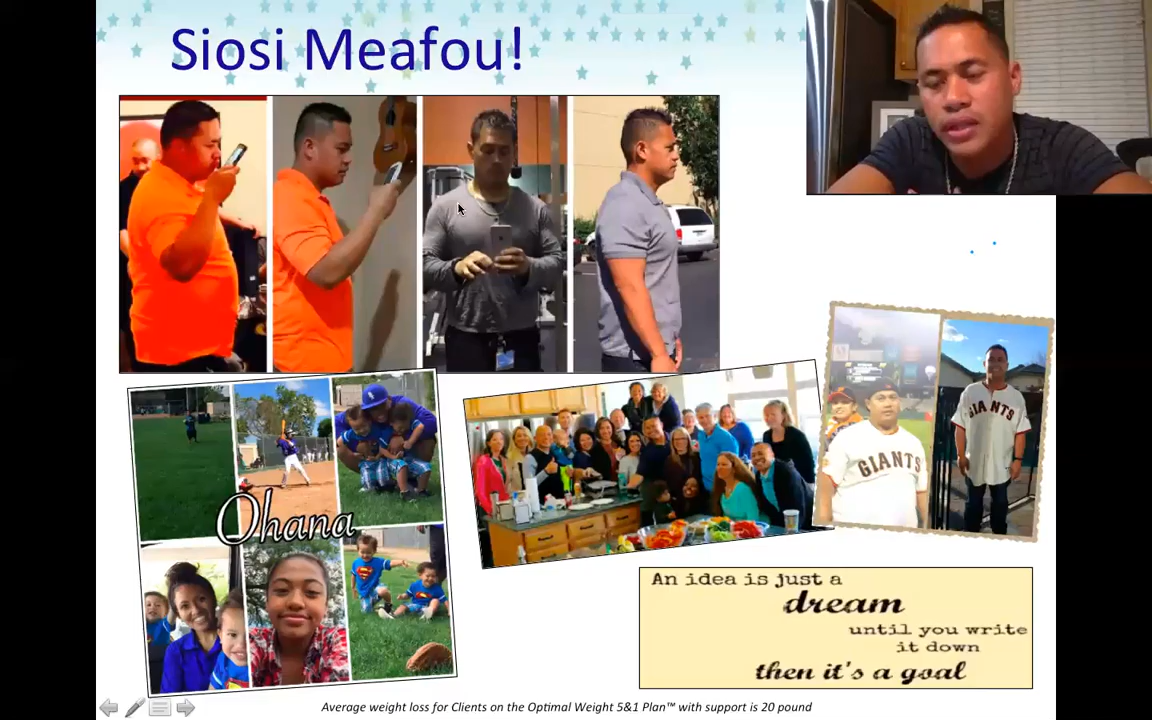 Siosi Meafou!
GIANTS
GIANTS
Ohana
An idea is just a
dream
until you write
it down
then it's a goal
Average weight loss for Clients on the Optimal Weight 5&1 Plan™ with support is 20 pound